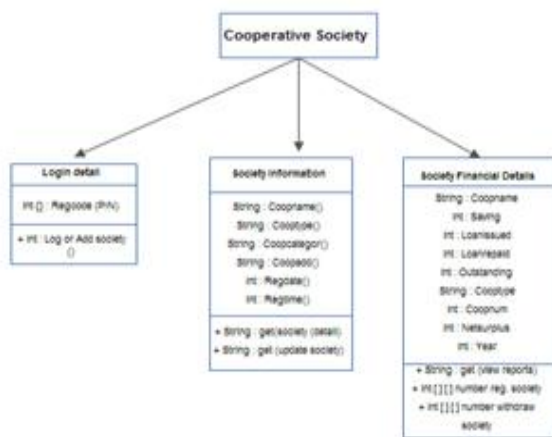 Cooperative Society
Login detail
Int [] : Regcode (PIN)
+ Int : Log or Add society
()
Society Information
String : Coopname()
String : Cooptype()
String : Coopcategor()
String : Coopadd()
Int : Regdate()
Int : Regtime()
+ String : get(society (detail)
+ String : get (update society)
Society Financial Details
String : Coopname
Int : Saving
Int : Loanissued
Int : Loanrepaid
Int : Outstanding
String : Cooptype
Int : Coopnum
Int : Netsurplus
Int : Year
+ String : get (view reports)
+ Int [ ] [ ] number reg. society
+ Int [ ] [ ] number withdraw
society